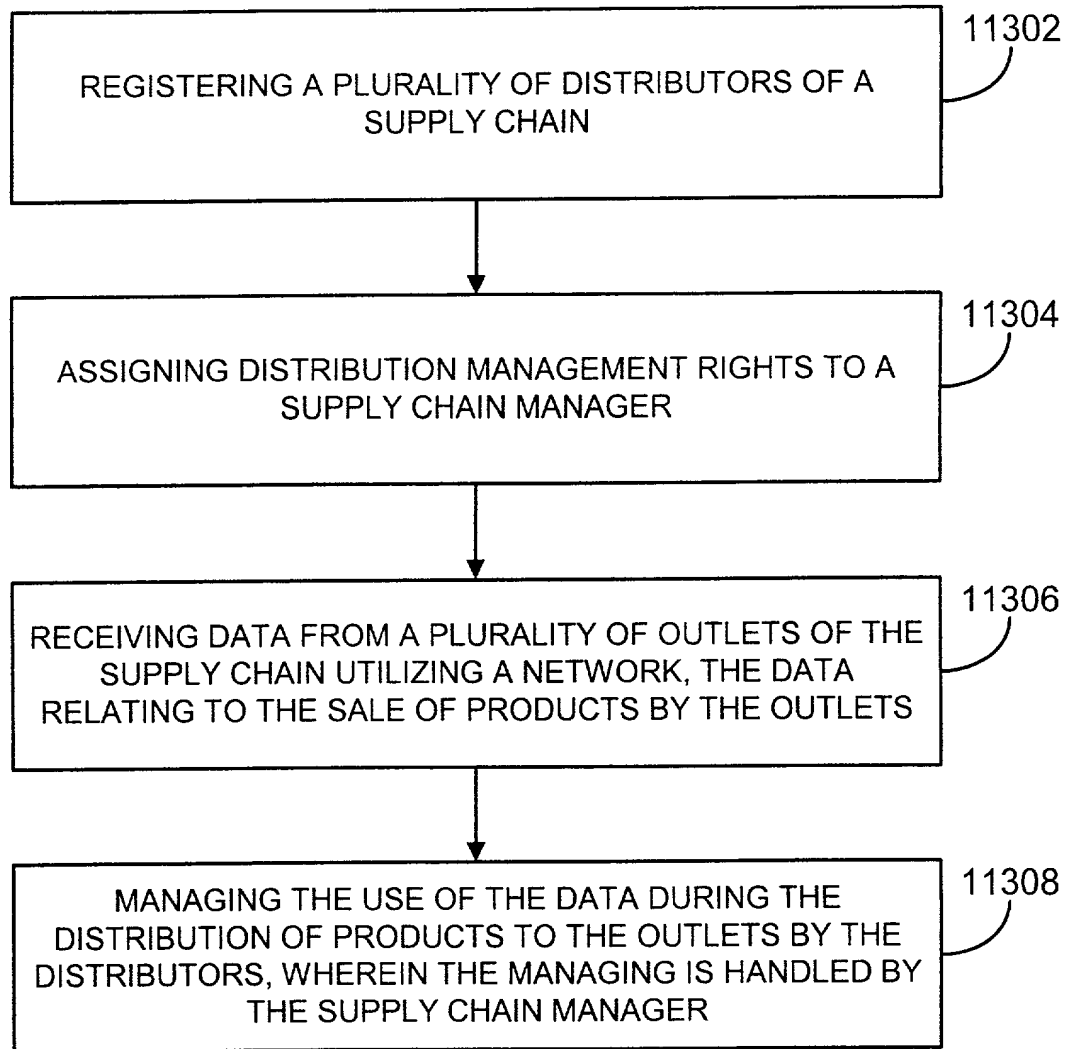 11302
REGISTERING A PLURALITY OF DISTRIBUTORS OF A
SUPPLY CHAIN
11304
ASSIGNING DISTRIBUTION MANAGEMENT RIGHTS TO A
SUPPLY CHAIN MANAGER
11306
RECEIVING DATA FROM A PLURALITY OF OUTLETS OF THE
SUPPLY CHAIN UTILIZING A NETWORK, THE DATA
RELATING TO THE SALE OF PRODUCTS BY THE OUTLETS
11308
MANAGING THE USE OF THE DATA DURING THE
DISTRIBUTION OF PRODUCTS TO THE OUTLETS BY THE
DISTRIBUTORS, WHEREIN THE MANAGING IS HANDLED BY
THE SUPPLY CHAIN MANAGER